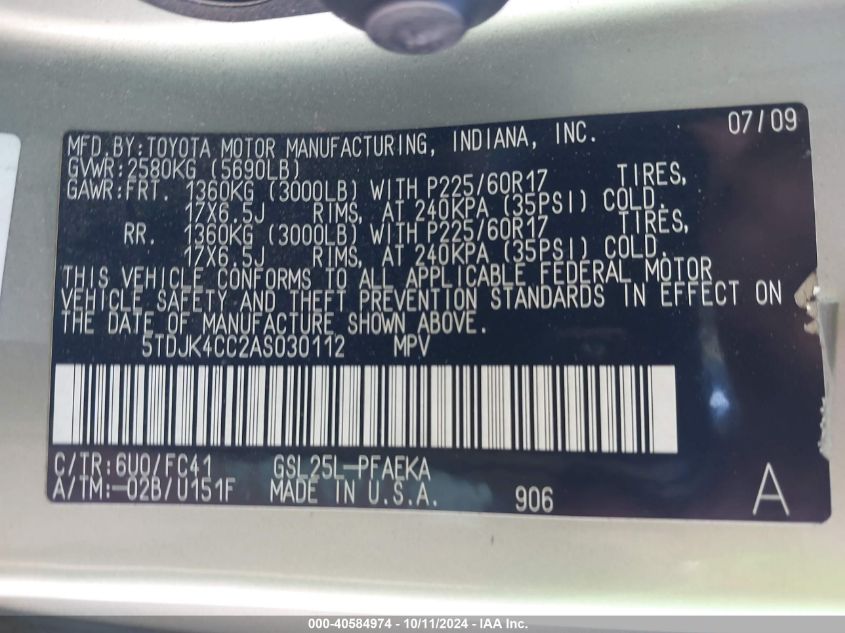 07/09
MFD.BY:TOYOTA MOTOR MANUFACTURING, INDIANA, INC.
GVWR:2580KG (5690LB)
GAWR:FRT. 1360KG (3000LB) WITH P225/60R17 TIRES,
17X6.5J RIMS, AT 240KPA (35PSI) COLD.
RR. 1360KG (3000LB) WITH P225/60R17 TIRES,
17X6.5J RIMS, AT 240KPA (35PSI) COLD.
THIS VEHICLE CONFORMS TO ALL APPLICABLE FEDERAL MOTOR
VEHICLE SAFETY AND THEFT PREVENTION STANDARDS IN EFFECT ON
THE DATE OF MANUFACTURE SHOWN ABOVE.
5TDJK4CC2AS030112 MPV
C/TR:6U0/FC41 GSL25L-PFAEKA
A/TM:-02B/U151F MADE IN U.S.A. 906 A
000-40584974 - 10/11/2024 - IAA Inc.